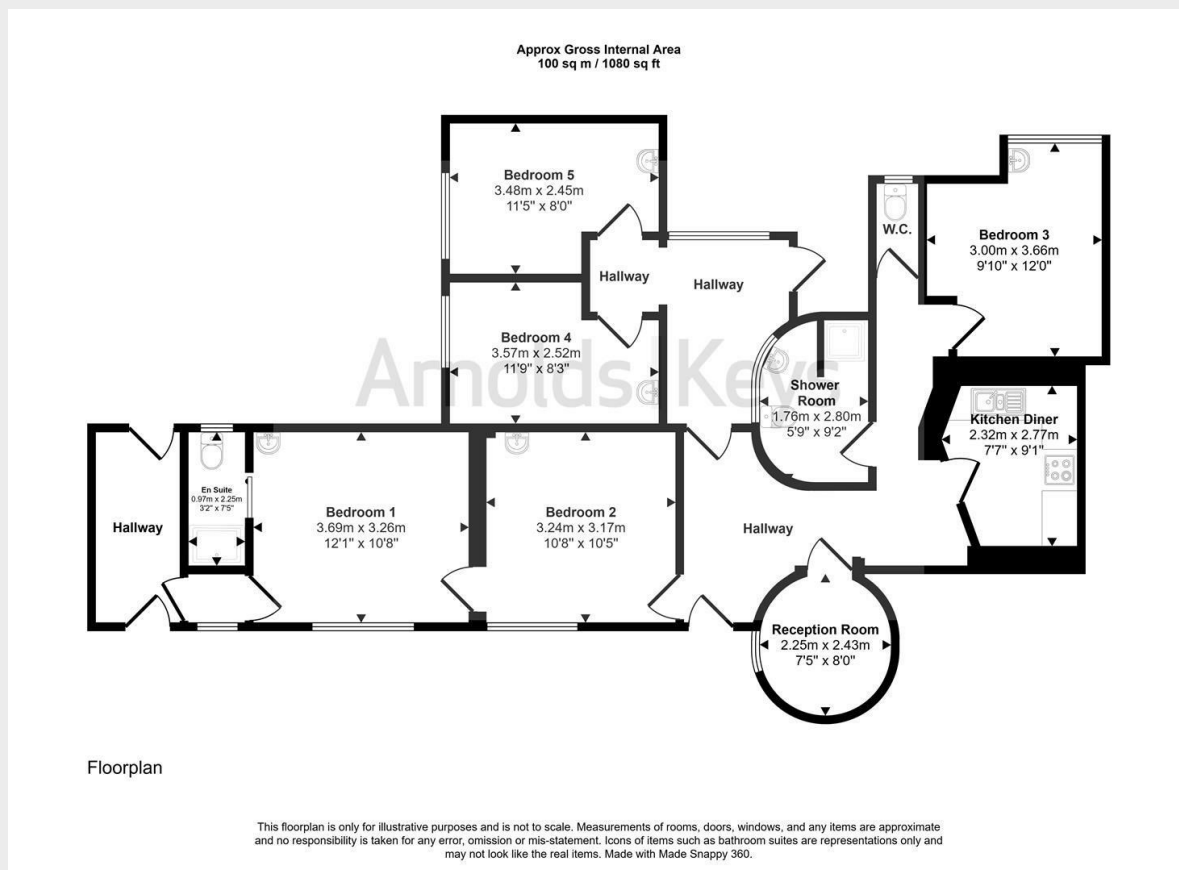 Approx Gross Internal Area
100 sq m / 1080 sq ft
Bedroom 5
3.48m x 2.45m
11'5" x 8'0"
Hallway
Hallway
W.C.
Bedroom 3
3.00m x 3.66m
9'10" x 12'0"
Bedroom 4
3.57m x 2.52m
11'9" x 8'3"
Arnolds | Keys
Shower
Room
1.76m x 2.80m
5'9" x 9'2"
Kitchen Diner
2.32m x 2.77m
7'7" x 9'1"
Hallway
En Suite
0.97m x 2.25m
3'2" x 7'5"
Bedroom 1
3.69m x 3.26m
12'1" x 10'8"
Bedroom 2
3.24m x 3.17m
10'8" x 10'5"
Hallway
Reception Room
2.25m x 2.43m
7'5" x 8'0"
Floorplan
This floorplan is only for illustrative purposes and is not to scale. Measurements of rooms, doors, windows, and any items are approximate
and no responsibility is taken for any error, omission or mis-statement. Icons of items such as bathroom suites are representations only and
may not look like the real items. Made with Made Snappy 360.